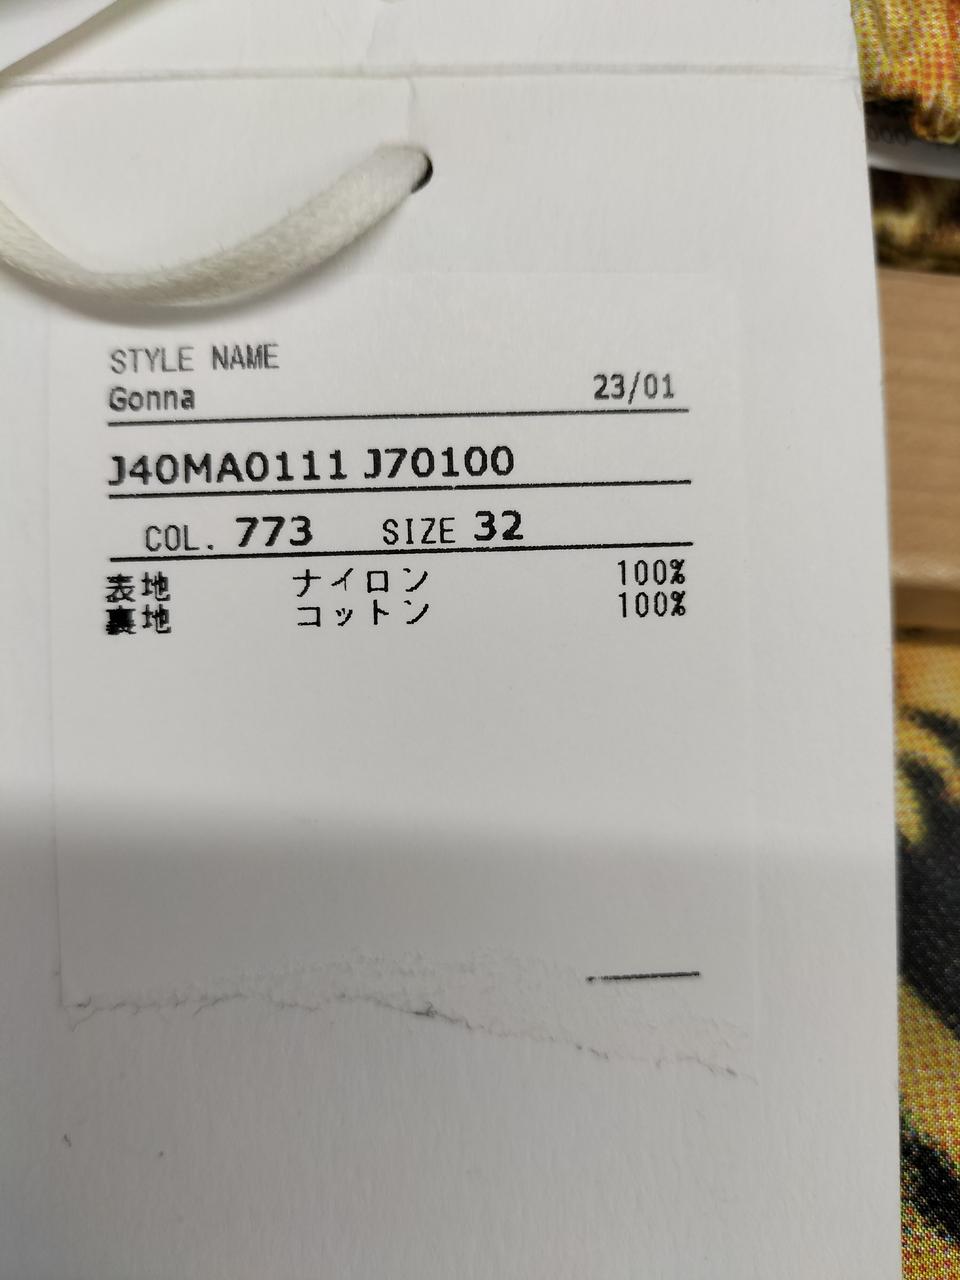 STYLE NAME
Gonna 23/01
J40MA0111 J70100
COL. 773 SIZE 32
表地 ナイロン 100%
裏地 コットン 100%